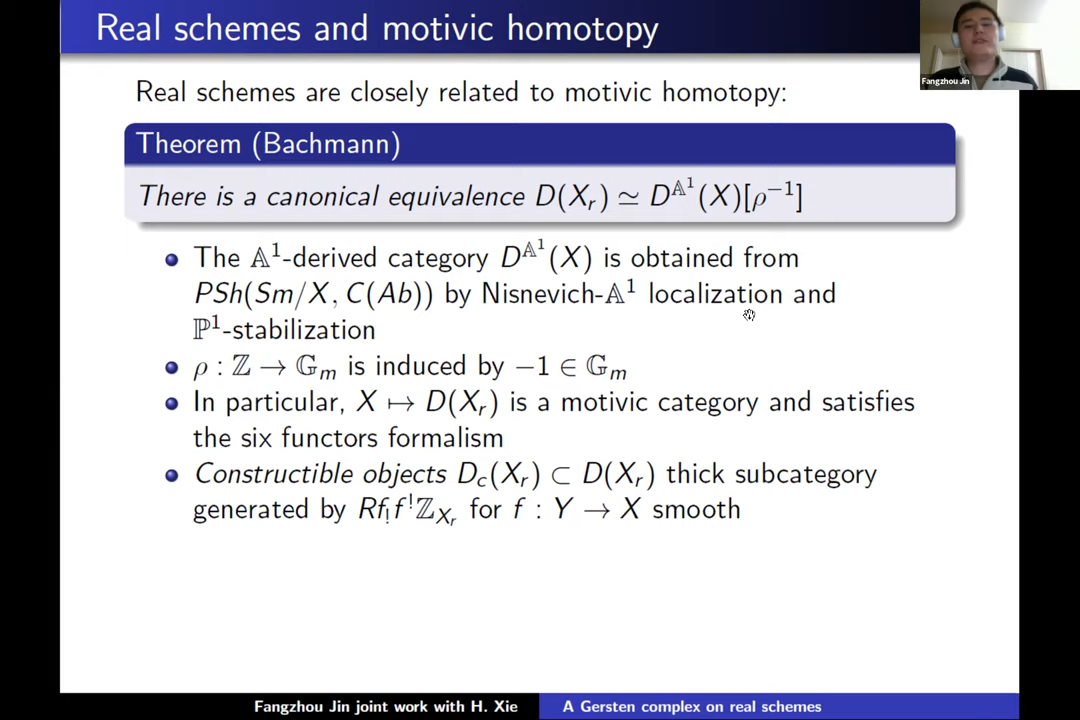 Real schemes and motivic homotopy
Fangzhou Jin
Real schemes are closely related to motivic homotopy:
Theorem (Bachmann)
There is a canonical equivalence D(X_r) ≃ D^{𝔸^1}(X)[ρ^{-1}]
The 𝔸^1-derived category D^{𝔸^1}(X) is obtained from
PSh(Sm/X, C(Ab)) by Nisnevich-𝔸^1 localization and
ℙ^1-stabilization
ρ : ℤ → 𝔾_m is induced by −1 ∈ 𝔾_m
In particular, X ↦ D(X_r) is a motivic category and satisfies
the six functors formalism
Constructible objects D_c(X_r) ⊂ D(X_r) thick subcategory
generated by Rf_!f^!ℤ_{X_r} for f : Y → X smooth
Fangzhou Jin joint work with H. Xie
A Gersten complex on real schemes